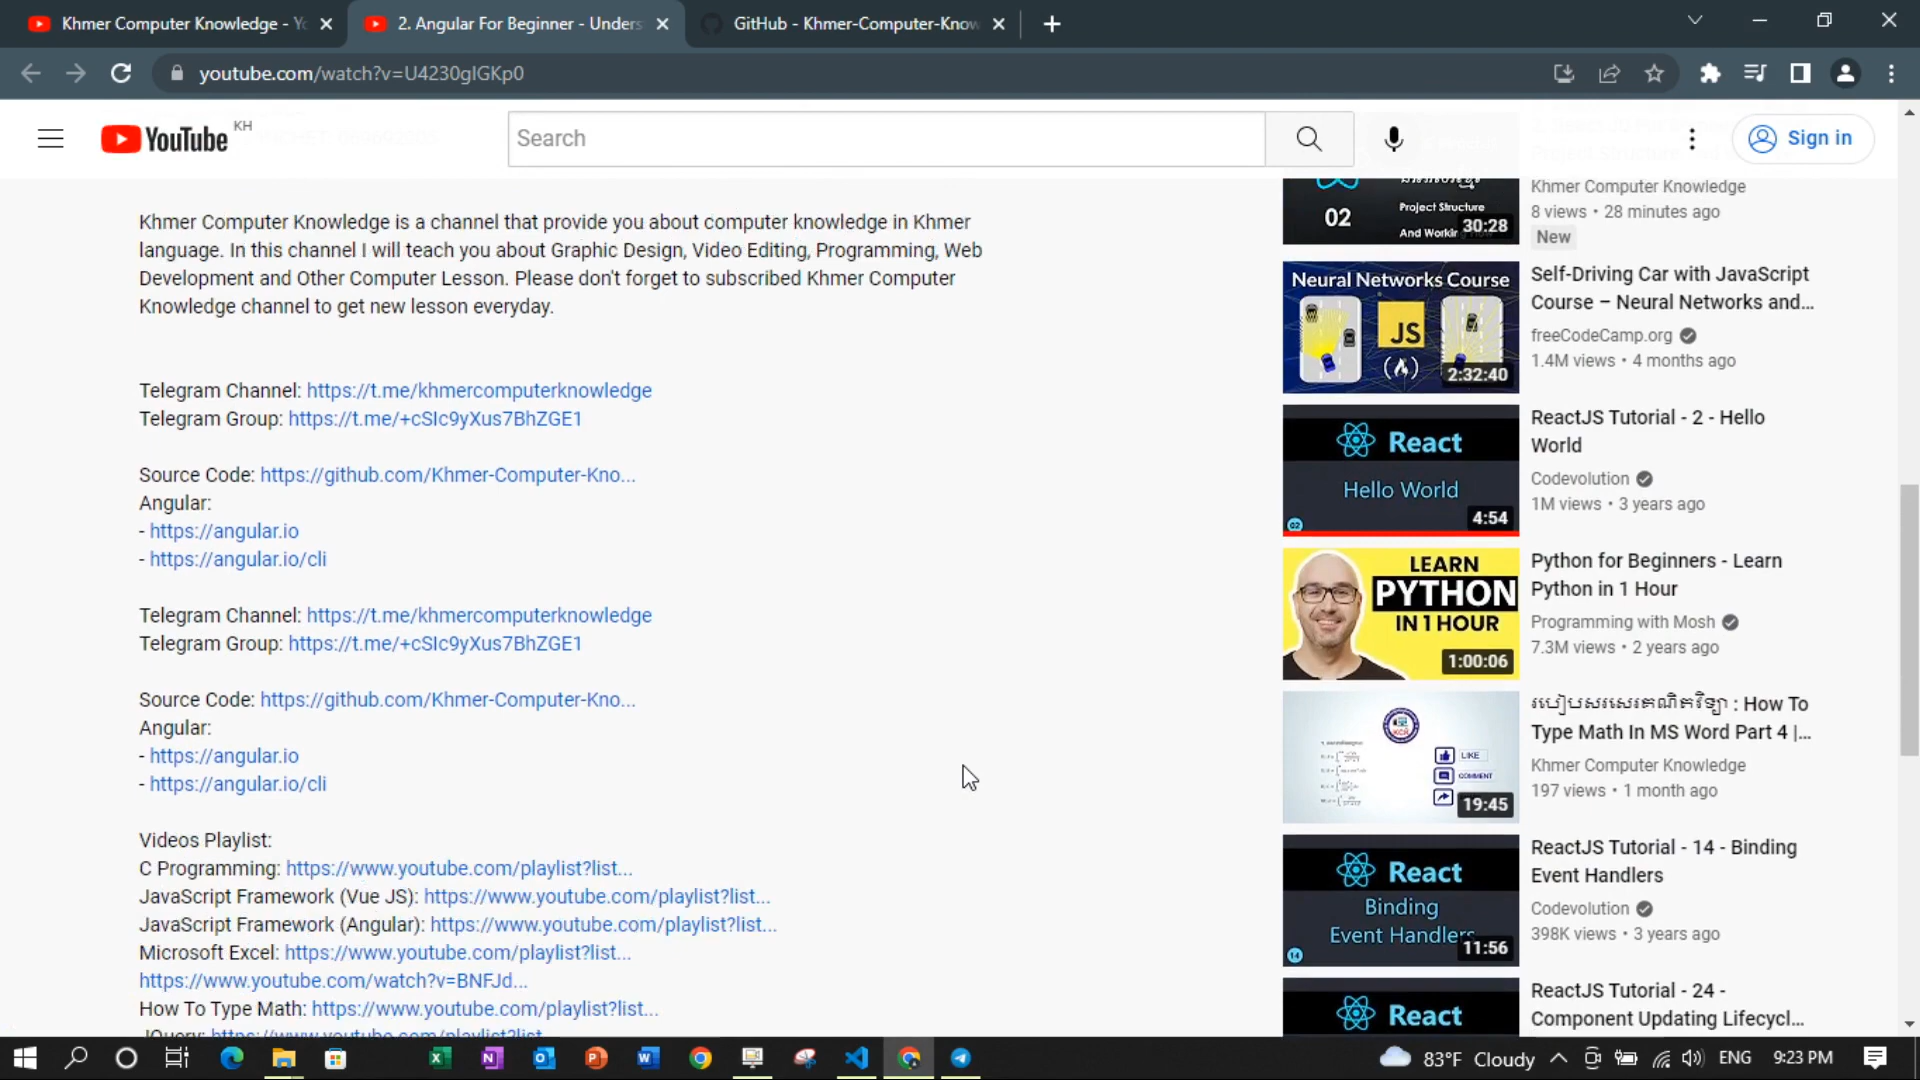 Khmer Computer Knowledge - Yo
2. Angular For Beginner - Unders
GitHub - Khmer-Computer-Know
youtube.com/watch?v=U4230gIGKp0
YouTube KH
Search
Sign in
Khmer Computer Knowledge is a channel that provide you about computer knowledge in Khmer
language. In this channel I will teach you about Graphic Design, Video Editing, Programming, Web
Development and Other Computer Lesson. Please don't forget to subscribed Khmer Computer
Knowledge channel to get new lesson everyday.
Telegram Channel: https://t.me/khmercomputerknowledge
Telegram Group: https://t.me/+cSIc9yXus7BhZGE1
Source Code: https://github.com/Khmer-Computer-Kno...
Angular:
- https://angular.io
- https://angular.io/cli
Telegram Channel: https://t.me/khmercomputerknowledge
Telegram Group: https://t.me/+cSIc9yXus7BhZGE1
Source Code: https://github.com/Khmer-Computer-Kno...
Angular:
- https://angular.io
- https://angular.io/cli
Videos Playlist:
C Programming: https://www.youtube.com/playlist?list...
JavaScript Framework (Vue JS): https://www.youtube.com/playlist?list...
JavaScript Framework (Angular): https://www.youtube.com/playlist?list...
Microsoft Excel: https://www.youtube.com/playlist?list...
https://www.youtube.com/watch?v=BNFJd...
How To Type Math: https://www.youtube.com/playlist?list...
JQuery: https://www.youtube.com/playlist?list
02
Project Structure
And Working
30:28
Khmer Computer Knowledge
8 views • 28 minutes ago
New
Neural Networks Course
JS
2:32:40
Self-Driving Car with JavaScript
Course – Neural Networks and...
freeCodeCamp.org
1.4M views • 4 months ago
React
Hello World
02
4:54
ReactJS Tutorial - 2 - Hello
World
Codevolution
1M views • 3 years ago
LEARN
PYTHON
IN 1 HOUR
1:00:06
Python for Beginners - Learn
Python in 1 Hour
Programming with Mosh
7.3M views • 2 years ago
LIKE
COMMENT
19:45
របៀបសរសេរគណិតវិទ្យា : How To
Type Math In MS Word Part 4 |...
Khmer Computer Knowledge
197 views • 1 month ago
React
Binding
Event Handlers
14
11:56
ReactJS Tutorial - 14 - Binding
Event Handlers
Codevolution
398K views • 3 years ago
React
ReactJS Tutorial - 24 -
Component Updating Lifecycl...
83°F Cloudy
ENG
9:23 PM